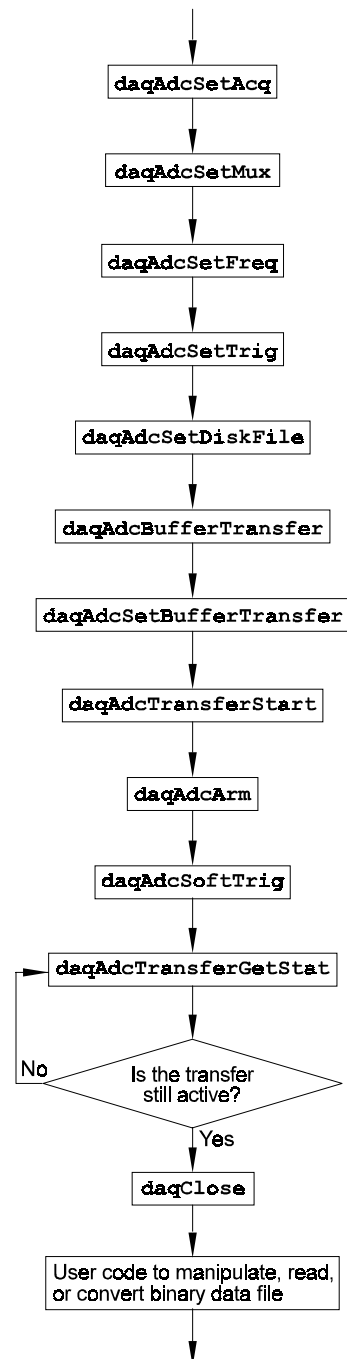 daqAdcSetAcq
daqAdcSetMux
daqAdcSetFreq
daqAdcSetTrig
daqAdcSetDiskFile
daqAdcBufferTransfer
daqAdcSetBufferTransfer
daqAdcTransferStart
daqAdcArm
daqAdcSoftTrig
daqAdcTransferGetStat
No
Is the transfer
still active?
Yes
daqClose
User code to manipulate, read,
or convert binary data file